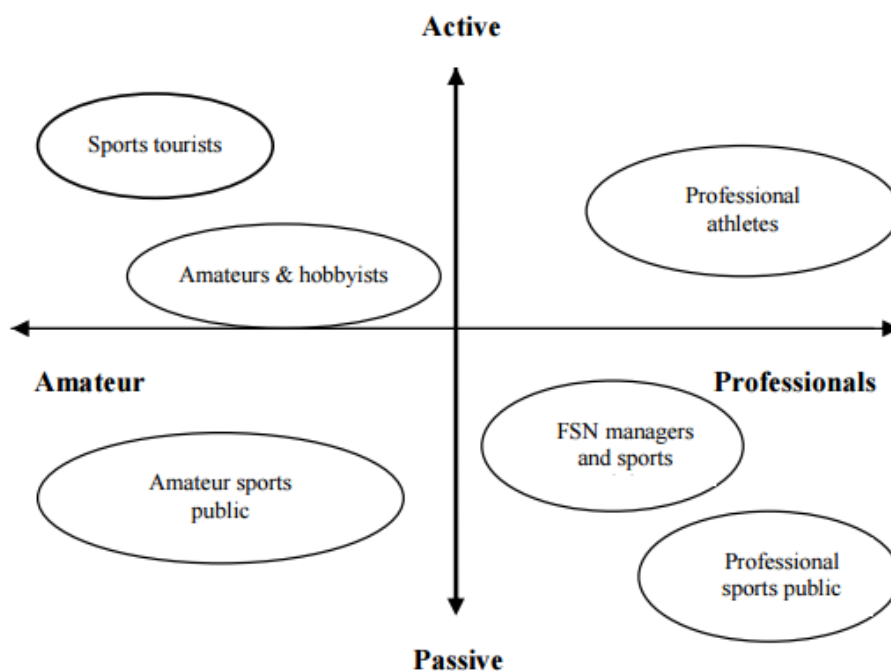 Active
Sports tourists
Professional
athletes
Amateurs & hobbyists
Amateur
Professionals
FSN managers
and sports
Amateur sports
public
Professional
sports public
Passive